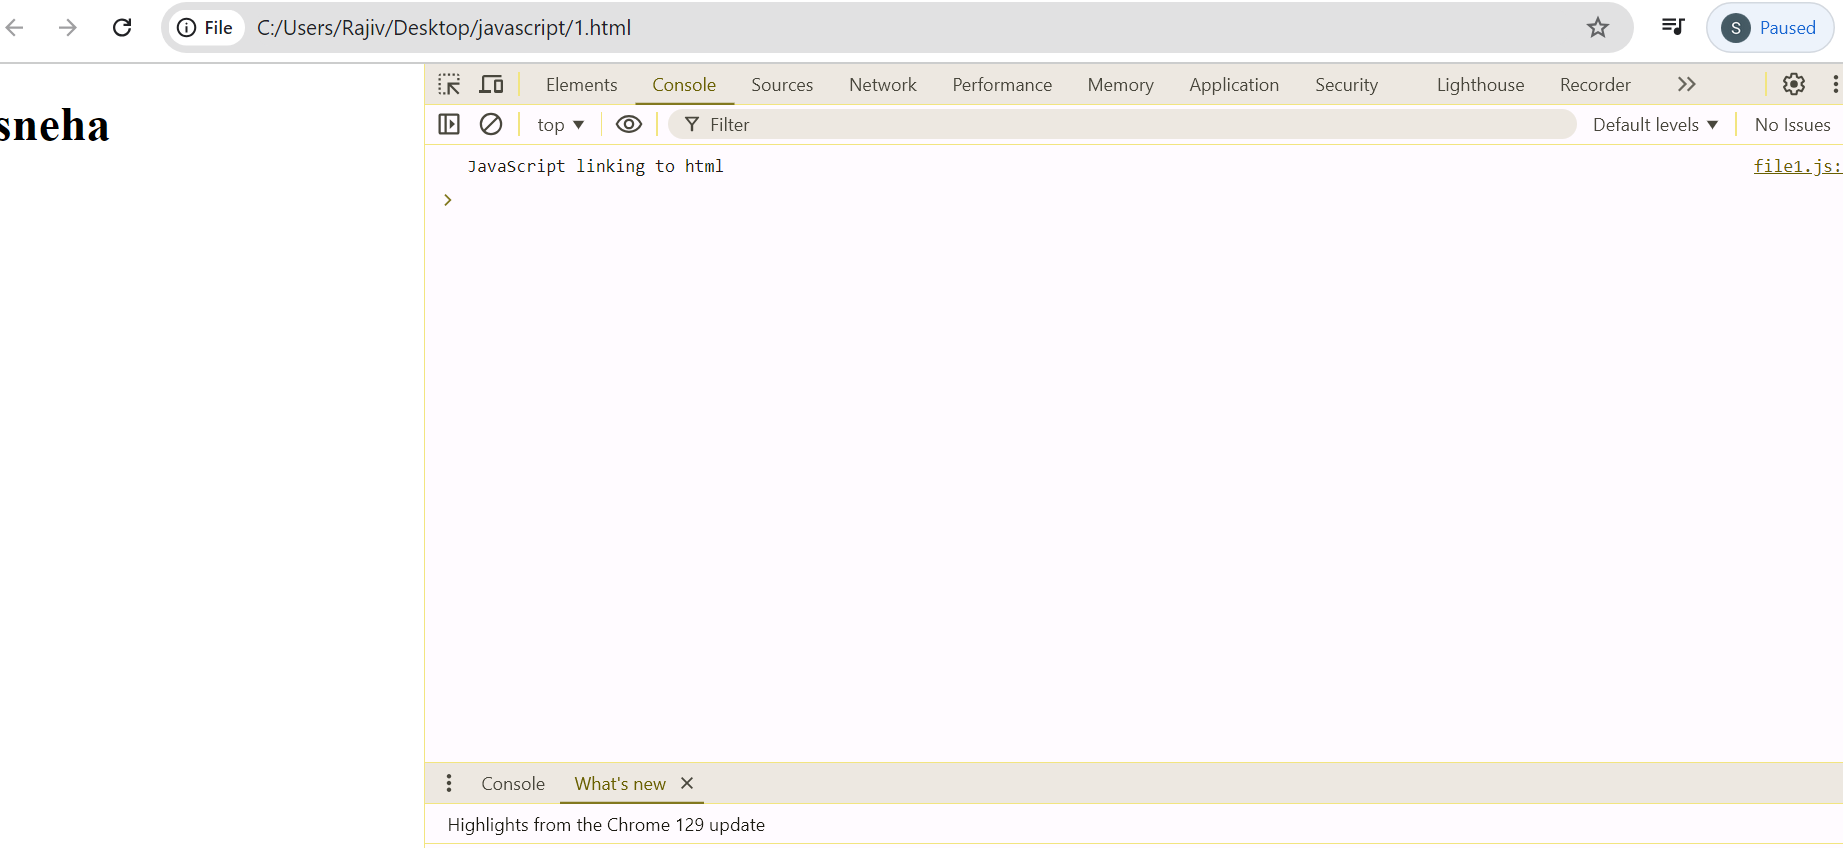 File C:/Users/Rajiv/Desktop/javascript/1.html S Paused
sneha
Elements Console Sources Network Performance Memory Application Security Lighthouse Recorder
top Filter Default levels No Issues
JavaScript linking to html file1.js:
Console What's new
Highlights from the Chrome 129 update